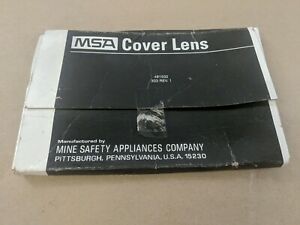 MSA Cover Lens
Manufactured by
MINE SAFETY APPLIANCES COMPANY
PITTSBURGH, PENNSYLVANIA, U.S.A. 15230